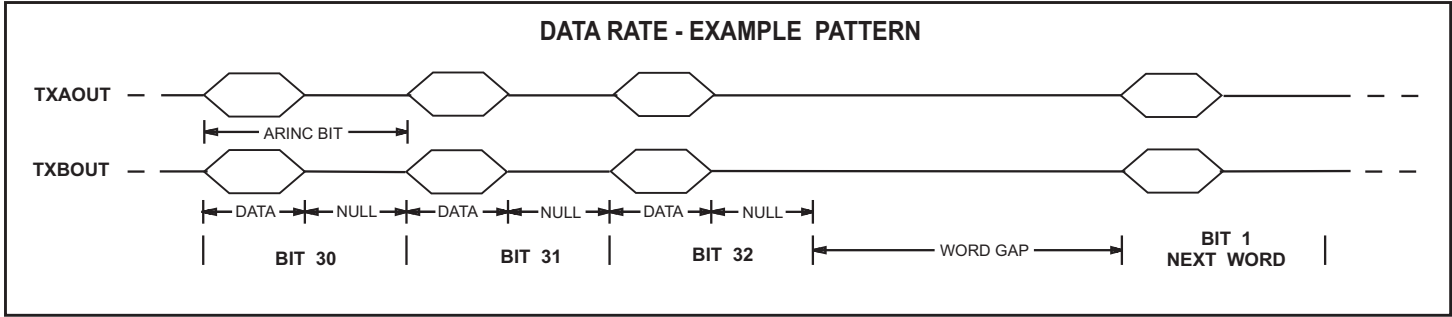 DATA RATE - EXAMPLE PATTERN
TXAOUT
ARINC BIT
TXBOUT
DATA NULL DATA NULL DATA NULL
BIT 30 BIT 31 BIT 32 WORD GAP BIT 1
NEXT WORD